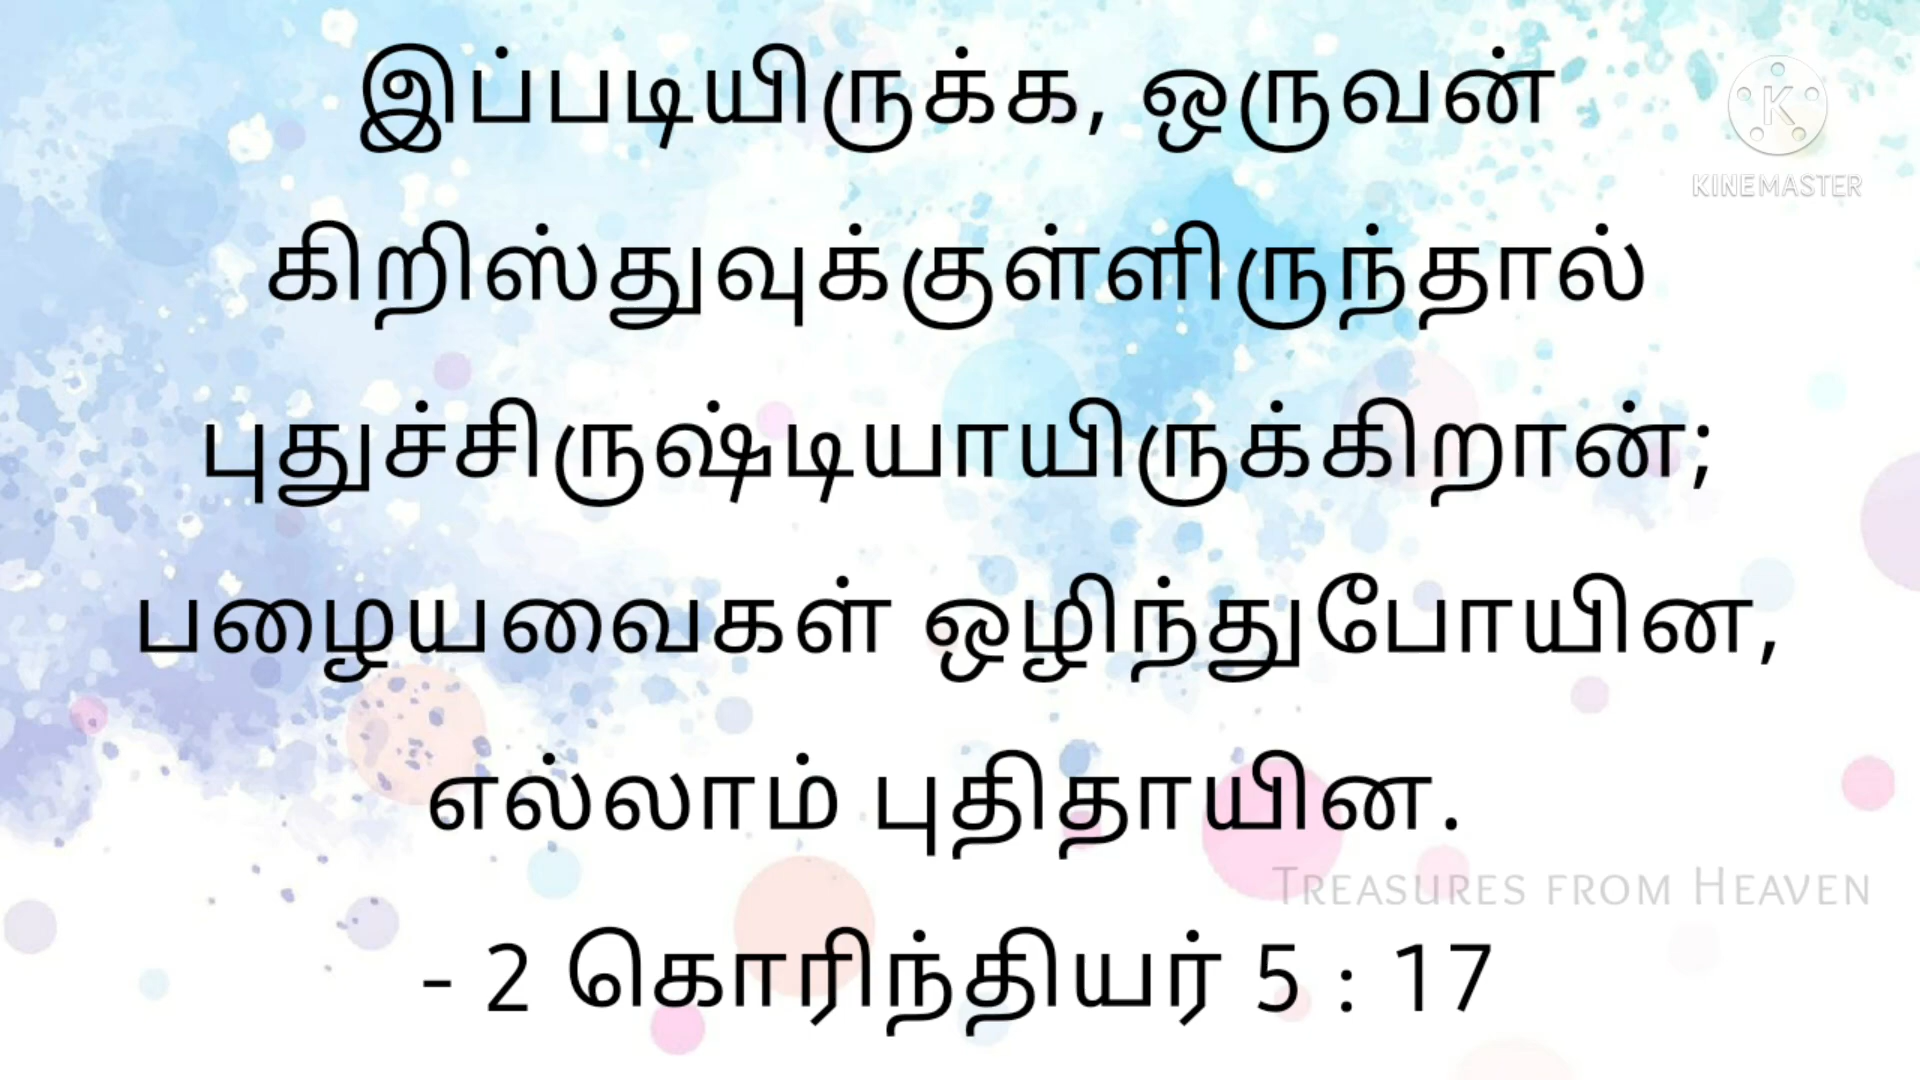 இப்படியிருக்க, ஒருவன்
கிறிஸ்துவுக்குள்ளிருந்தால்
புதுச்சிருஷ்டியாயிருக்கிறான்;
பழையவைகள் ஒழிந்துபோயின,
எல்லாம் புதிதாயின.
- 2 கொரிந்தியர் 5 : 17
K
KINEMASTER
TREASURES FROM HEAVEN